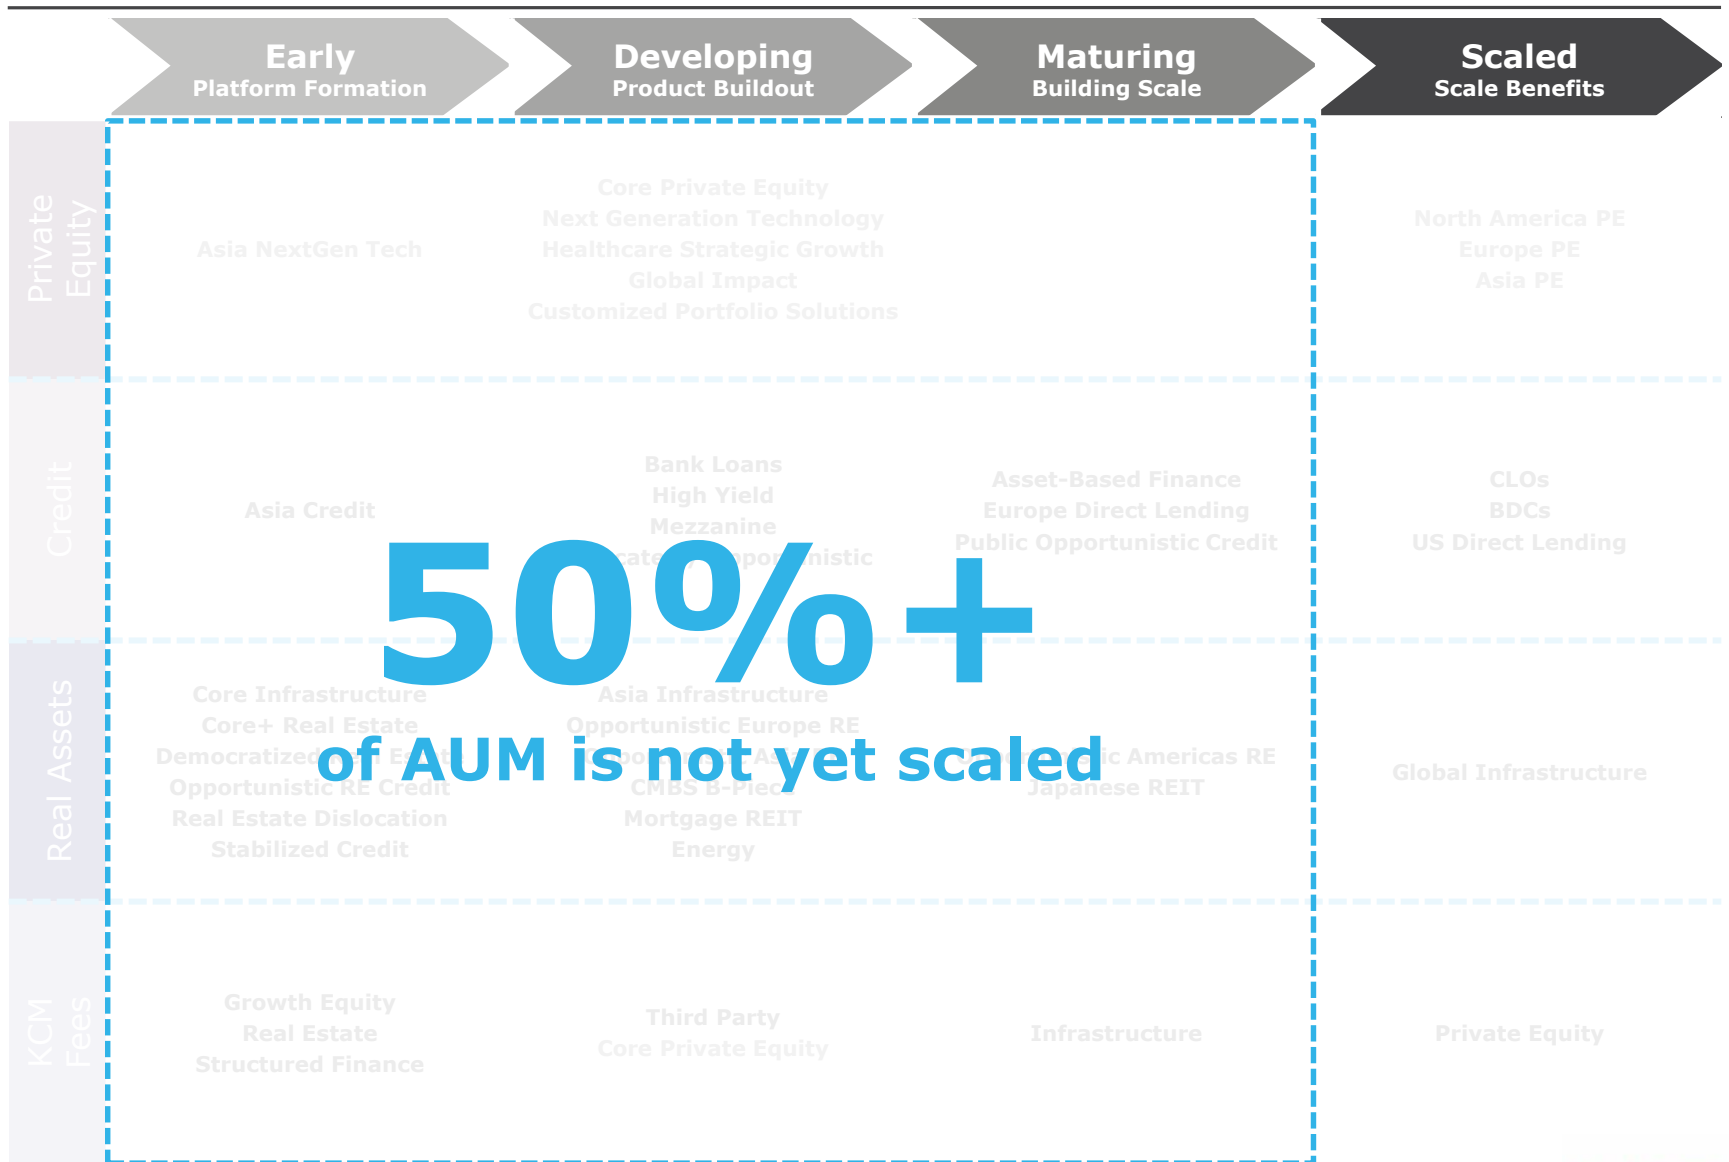 Early
Platform Formation
Developing
Product Buildout
Maturing
Building Scale
Scaled
Scale Benefits
Private
Equity
Asia NextGen Tech
Core Private Equity
Next Generation Technology
Healthcare Strategic Growth
Global Impact
Customized Portfolio Solutions
North America PE
Europe PE
Asia PE
Credit
Asia Credit
Bank Loans
High Yield
Mezzanine
Asset-Based Finance
Europe Direct Lending
Public Opportunistic Credit
CLOs
BDCs
US Direct Lending
50%+
of AUM is not yet scaled
Real Assets
Core Infrastructure
Core+ Real Estate
Democratized Real
Opportunistic RE Credit
Real Estate Dislocation
Stabilized Credit
Asia Infrastructure
Opportunistic Europe RE
CMBS B-Piece
Mortgage REIT
Energy
Americas RE
Japanese REIT
Global Infrastructure
KCM
Fees
Growth Equity
Real Estate
Structured Finance
Third Party
Core Private Equity
Infrastructure
Private Equity